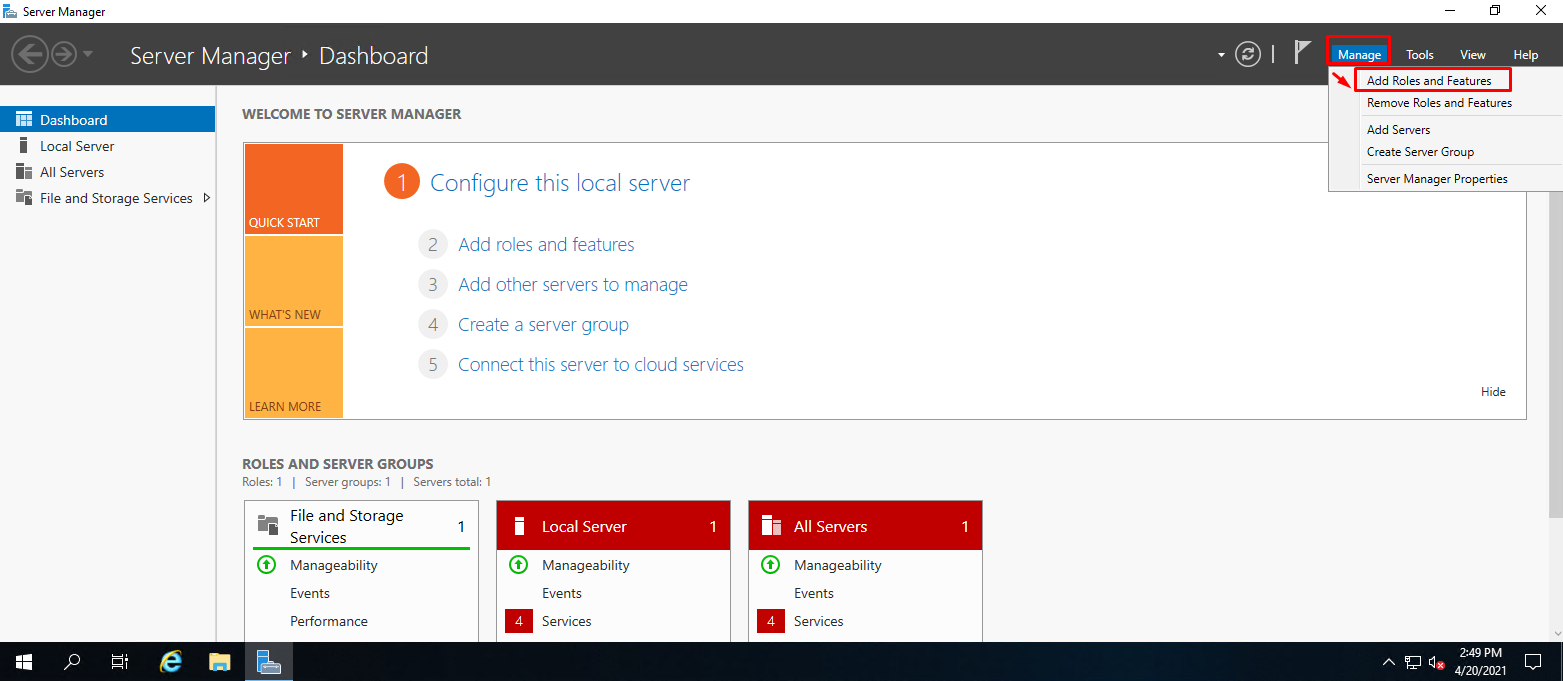 Server Manager
Server Manager ‣ Dashboard
Manage Tools View Help
Add Roles and Features
Remove Roles and Features
Add Servers
Create Server Group
Server Manager Properties
Dashboard
Local Server
All Servers
File and Storage Services
WELCOME TO SERVER MANAGER
QUICK START
WHAT'S NEW
LEARN MORE
1 Configure this local server
2 Add roles and features
3 Add other servers to manage
4 Create a server group
5 Connect this server to cloud services
Hide
ROLES AND SERVER GROUPS
Roles: 1 | Server groups: 1 | Servers total: 1
File and Storage
Services 1
Manageability
Events
Performance
Local Server 1
Manageability
Events
4 Services
All Servers 1
Manageability
Events
4 Services
2:49 PM
4/20/2021